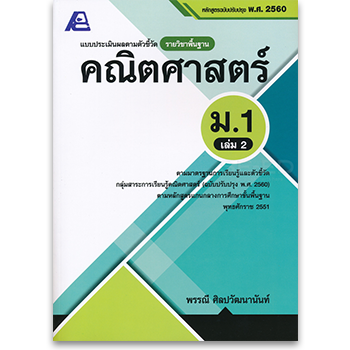 หลักสูตรฉบับปรับปรุง พ.ศ. 2560
แบบประเมินผลตามตัวชี้วัด รายวิชาพื้นฐาน
คณิตศาสตร์
ม.1
เล่ม 2
ตามมาตรฐานการเรียนรู้และตัวชี้วัด
กลุ่มสาระการเรียนรู้คณิตศาสตร์ (ฉบับปรับปรุง พ.ศ. 2560)
ตามหลักสูตรแกนกลางการศึกษาขั้นพื้นฐาน
พุทธศักราช 2551
พรรณี ศิลปวัฒนานันท์